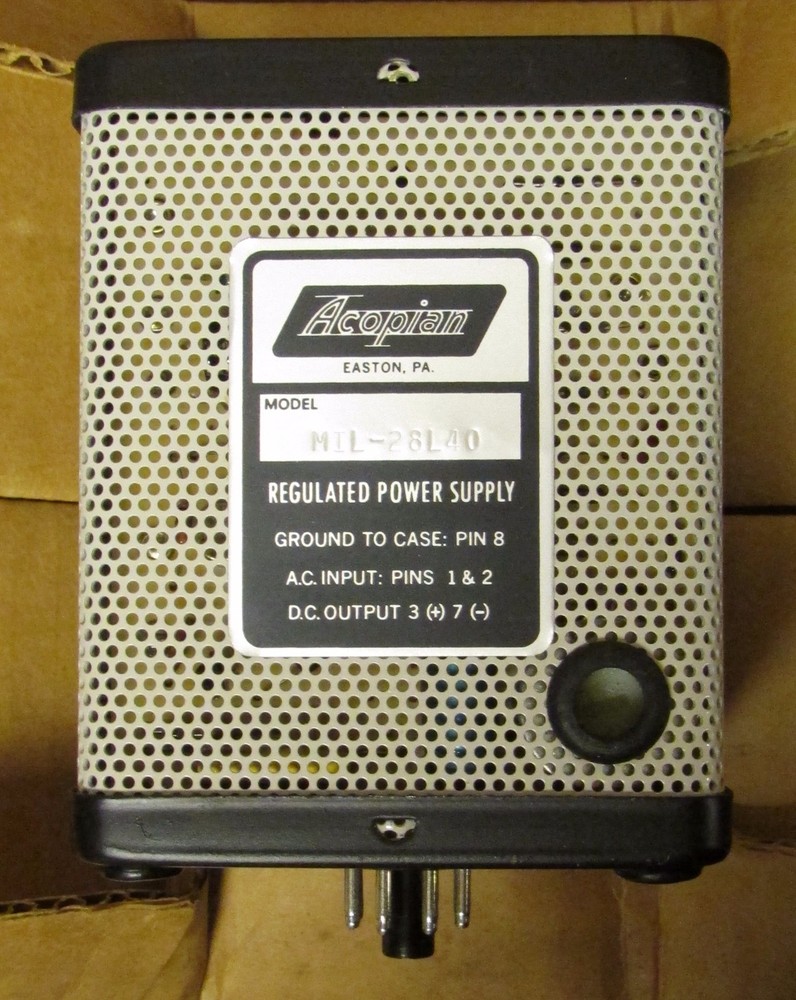 Acopian
EASTON, PA.
MODEL
MIL-28L40
REGULATED POWER SUPPLY
GROUND TO CASE: PIN 8
A.C. INPUT: PINS 1 & 2
D.C. OUTPUT 3 (+) 7 (-)